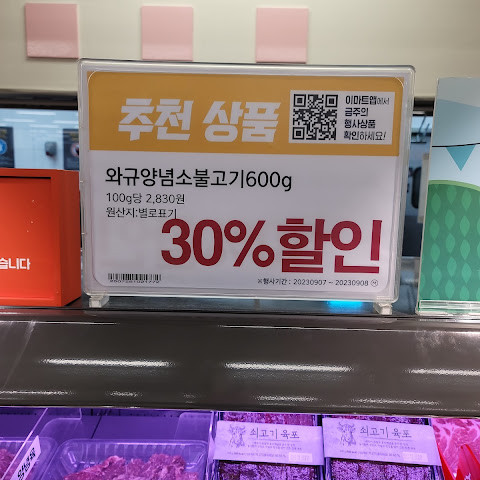 추천 상품
이마트앱에서
금주의
행사상품
확인하세요!
와규양념소불고기600g
100g당 2,830원
원산지:별로표기
30%할인
※행사기간 : 20230907 ~ 20230908
습니다
쇠고기 육포
쇠고기 육포